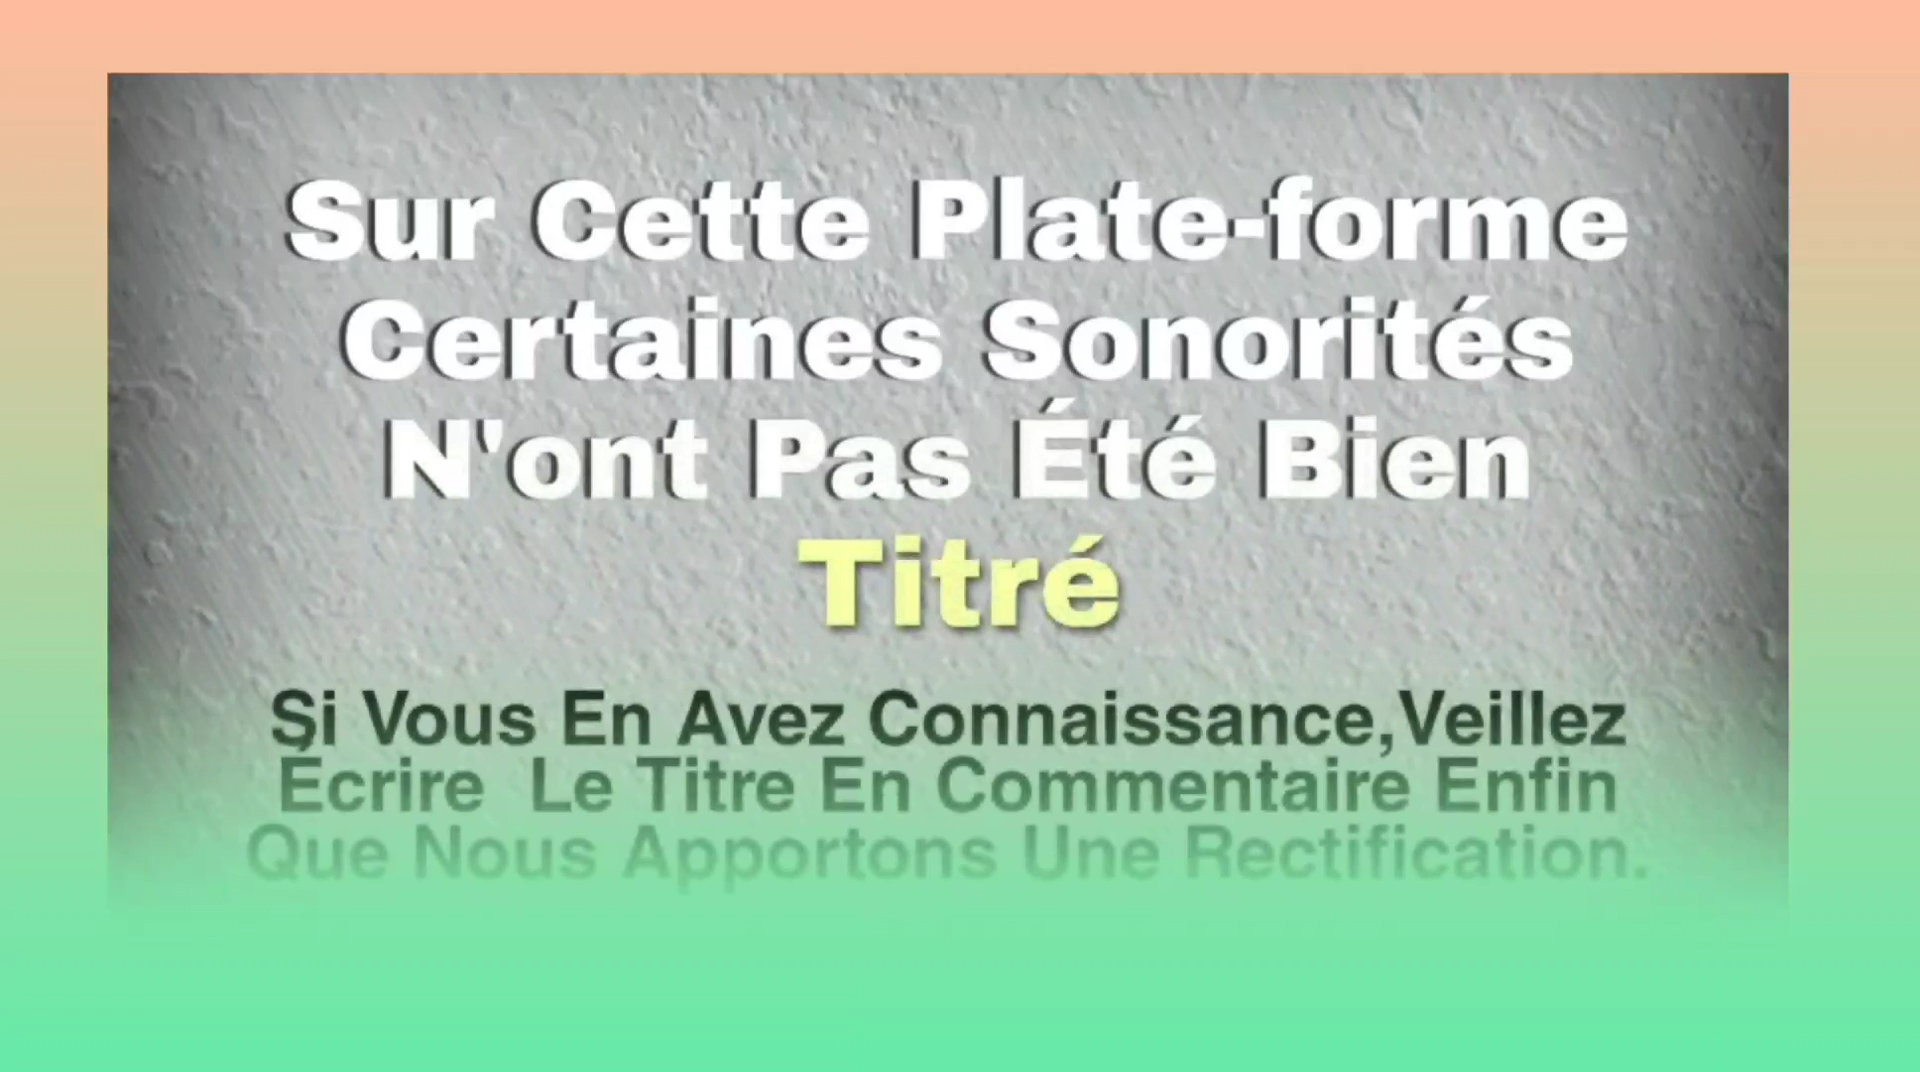 Sur Cette Plate-forme
Certaines Sonorités
N'ont Pas Été Bien
Titré
Si Vous En Avez Connaissance,Veillez
Écrire  Le Titre En Commentaire Enfin
Que Nous Apportons Une Rectification.